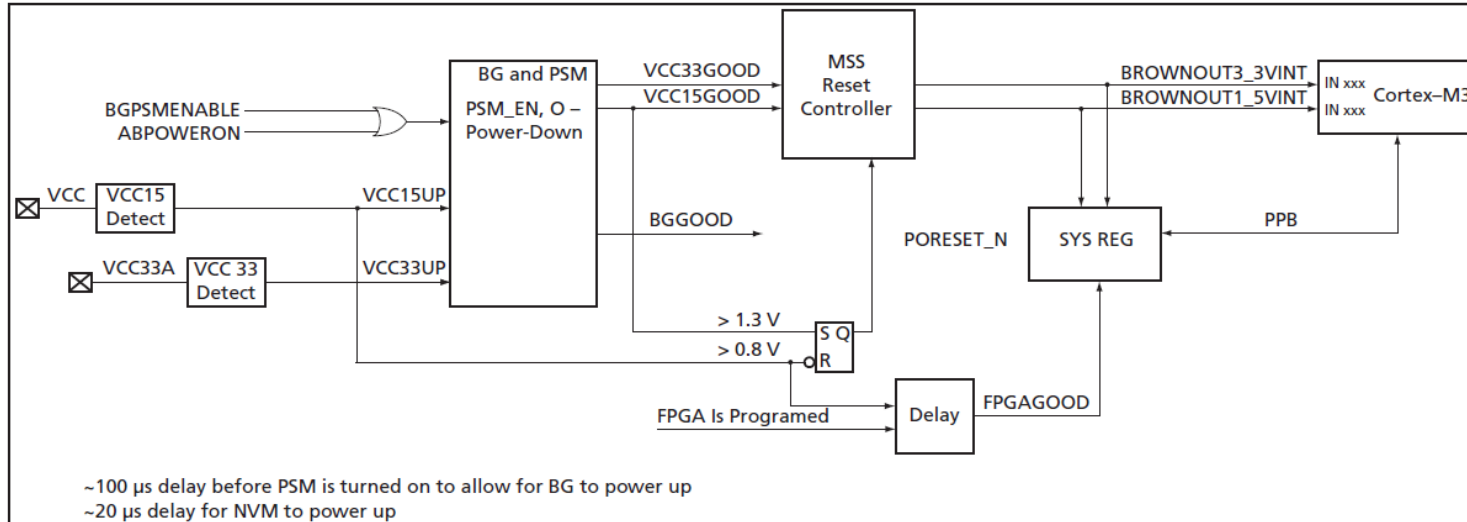 BG and PSM
PSM_EN, O –
Power-Down
BGPSMENABLE
ABPOWERON
VCC33GOOD
VCC15GOOD
MSS
Reset
Controller
BROWNOUT3_3VINT
BROWNOUT1_5VINT
IN xxx
IN xxx
Cortex–M3
VCC
VCC15
Detect
VCC15UP
BGGOOD
VCC33A
VCC 33
Detect
VCC33UP
PORESET_N
SYS REG
PPB
> 1.3 V
> 0.8 V
S Q
R
FPGA Is Programed
Delay
FPGAGOOD
~100 µs delay before PSM is turned on to allow for BG to power up
~20 µs delay for NVM to power up